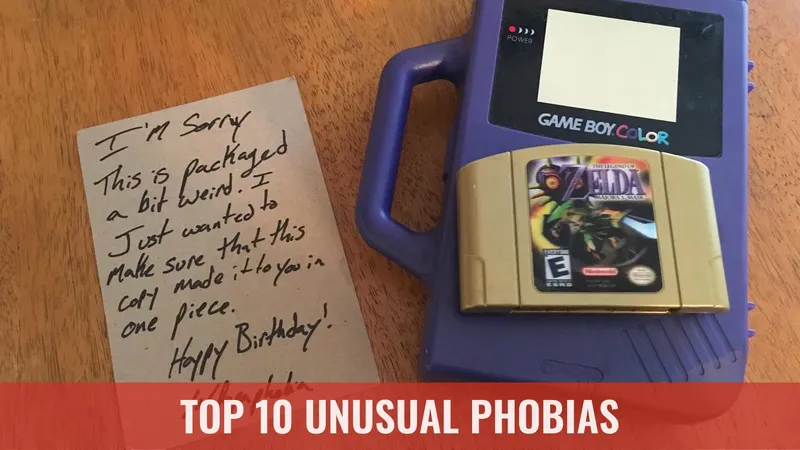 I'm Sorry
This is packaged
a bit weird. I
Just wanted to
make sure that this
copy made it to you in
one piece.
Happy Birthday!
POWER
GAME BOY COLOR
THE LEGEND OF
ZELDA
MAJORA'S MASK
EVERYONE
E
ESRB
Nintendo
TOP 10 UNUSUAL PHOBIAS